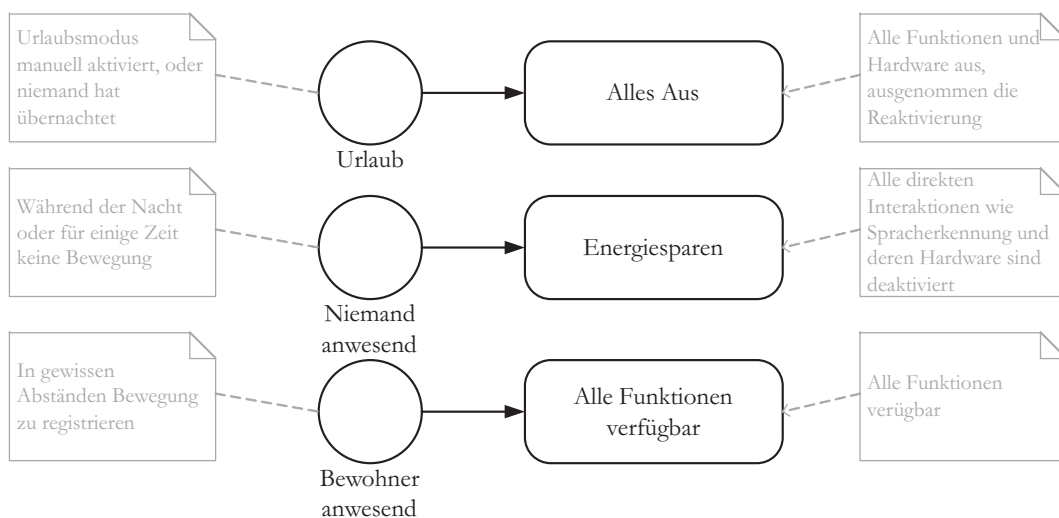 Urlaubsmodus
manuell aktiviert, oder
niemand hat
übernachtet
Urlaub
Alles Aus
Alle Funktionen und
Hardware aus,
ausgenommen die
Reaktivierung
Während der Nacht
oder für einige Zeit
keine Bewegung
Niemand
anwesend
Energiesparen
Alle direkten
Interaktionen wie
Spracherkennung und
deren Hardware sind
deaktiviert
In gewissen
Abständen Bewegung
zu registrieren
Bewohner
anwesend
Alle Funktionen
verfügbar
Alle Funktionen
verügbar